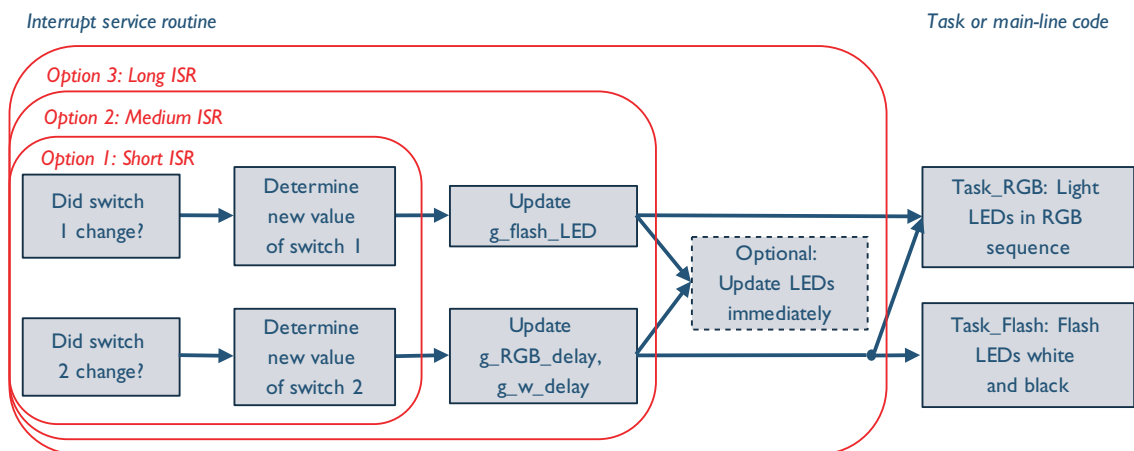 Interrupt service routine
Task or main-line code
Option 3: Long ISR
Option 2: Medium ISR
Option 1: Short ISR
Did switch
1 change?
Determine
new value
of switch 1
Update
g_flash_LED
Optional:
Update LEDs
immediately
Task_RGB: Light
LEDs in RGB
sequence
Did switch
2 change?
Determine
new value
of switch 2
Update
g_RGB_delay,
g_w_delay
Task_Flash: Flash
LEDs white
and black